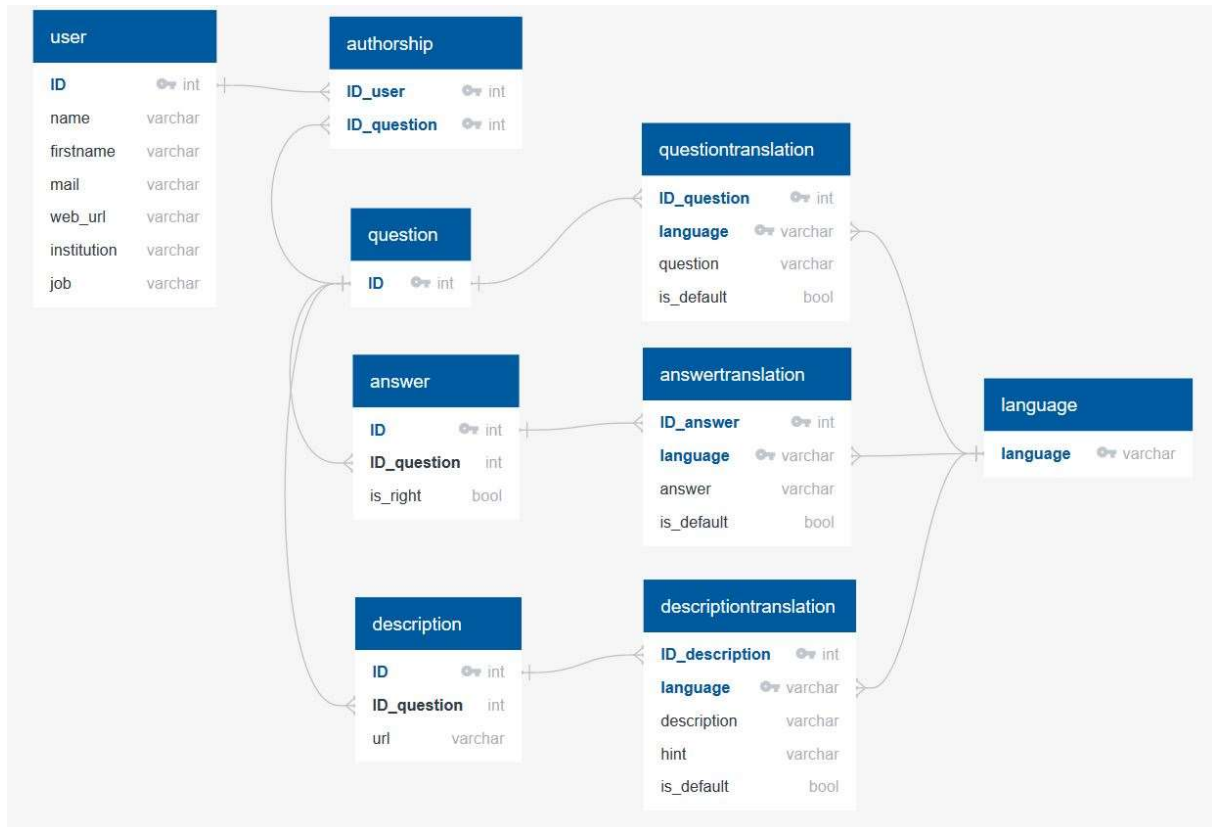 user
ID int
name varchar
firstname varchar
mail varchar
web_url varchar
institution varchar
job varchar
authorship
ID_user int
ID_question int
question
ID int
answer
ID int
ID_question int
is_right bool
description
ID int
ID_question int
url varchar
questiontranslation
ID_question int
language varchar
question varchar
is_default bool
answertranslation
ID_answer int
language varchar
answer varchar
is_default bool
descriptiontranslation
ID_description int
language varchar
description varchar
hint varchar
is_default bool
language
language varchar